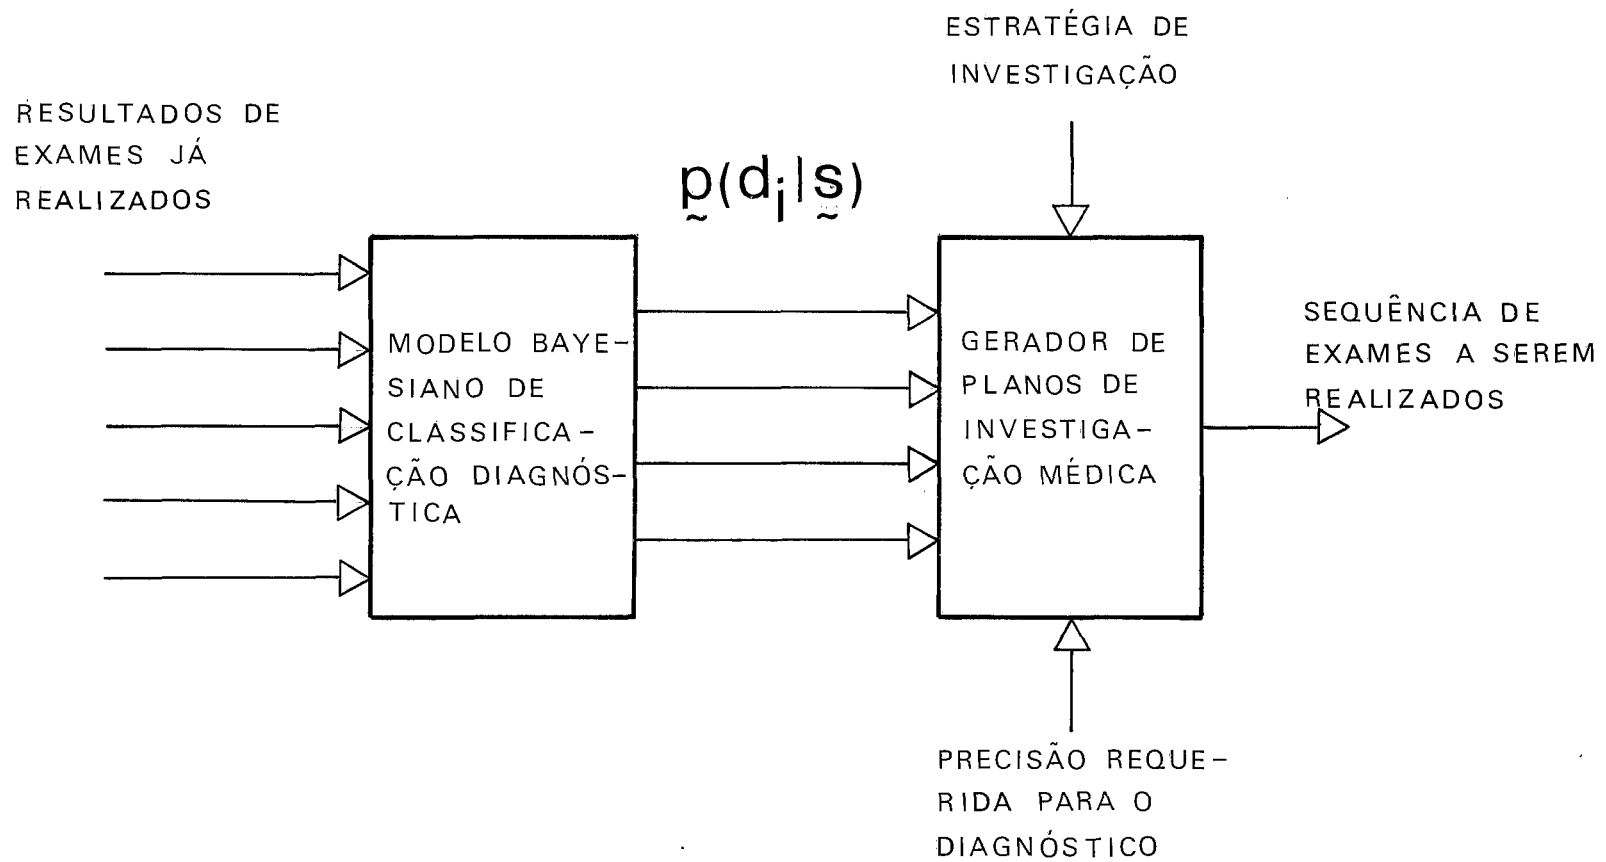 RESULTADOS DE
EXAMES JÁ
REALIZADOS
p(di|s)
ESTRATÉGIA DE
INVESTIGAÇÃO
MODELO BAYE-
SIANO DE
CLASSIFICA-
ÇÃO DIAGNÓS-
TICA
GERADOR DE
PLANOS DE
INVESTIGA-
ÇÃO MÉDICA
SEQUÊNCIA DE
EXAMES A SEREM
REALIZADOS
PRECISÃO REQUE-
RIDA PARA O
DIAGNÓSTICO